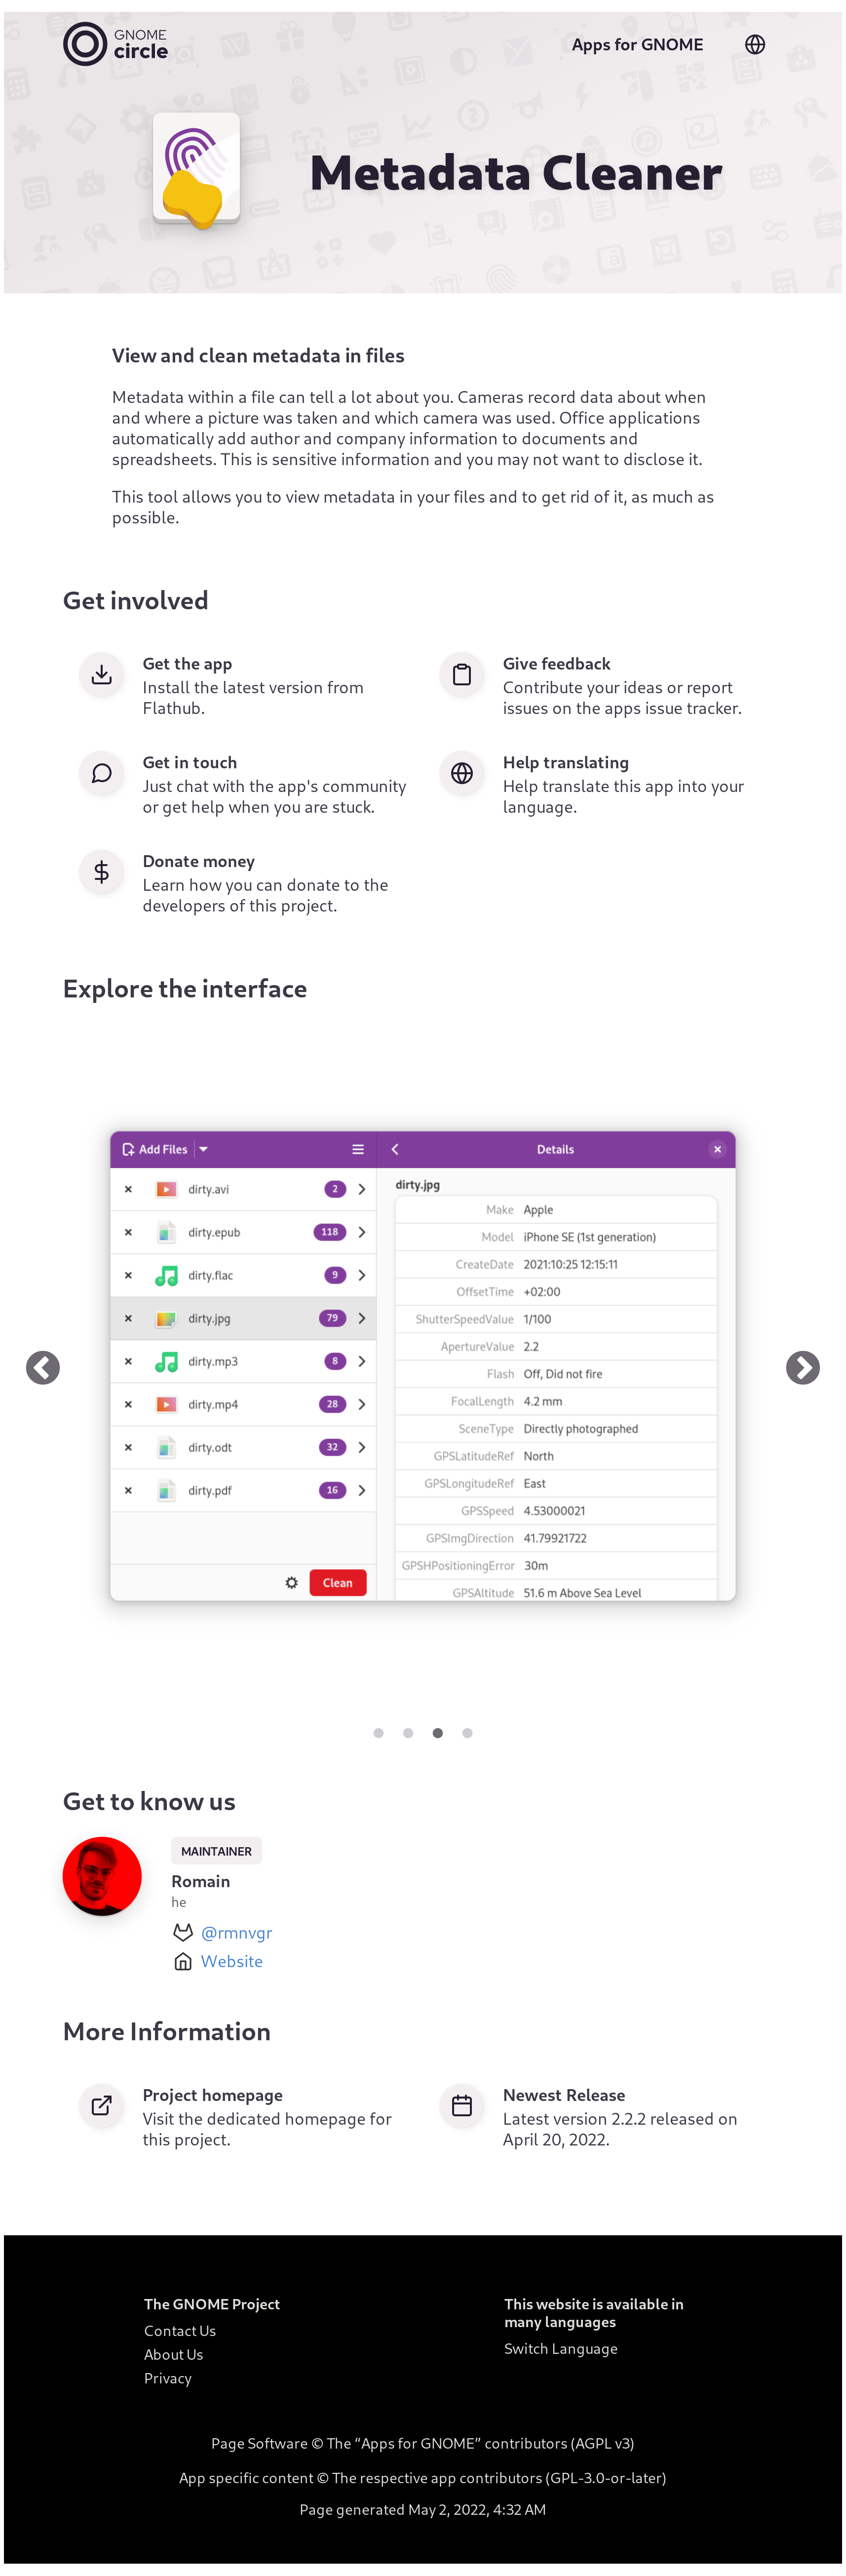 GNOME
circle
Apps for GNOME
Metadata Cleaner
View and clean metadata in files
Metadata within a file can tell a lot about you. Cameras record data about when
and where a picture was taken and which camera was used. Office applications
automatically add author and company information to documents and
spreadsheets. This is sensitive information and you may not want to disclose it.
This tool allows you to view metadata in your files and to get rid of it, as much as
possible.
Get involved
Get the app
Install the latest version from
Flathub.
Give feedback
Contribute your ideas or report
issues on the apps issue tracker.
Get in touch
Just chat with the app's community
or get help when you are stuck.
Help translating
Help translate this app into your
language.
Donate money
Learn how you can donate to the
developers of this project.
Explore the interface
Add Files
dirty.avi 2
dirty.epub 118
dirty.flac 9
dirty.jpg 79
dirty.mp3 8
dirty.mp4 28
dirty.odt 32
dirty.pdf 16
Clean
Details
dirty.jpg
Make Apple
Model iPhone SE (1st generation)
CreateDate 2021:10:25 12:15:11
OffsetTime +02:00
ShutterSpeedValue 1/100
ApertureValue 2.2
Flash Off, Did not fire
FocalLength 4.2 mm
SceneType Directly photographed
GPSLatitudeRef North
GPSLongitudeRef East
GPSSpeed 4.53000021
GPSImgDirection 41.79921722
GPSHPositioningError 30m
GPSAltitude 51.6 m Above Sea Level
Get to know us
MAINTAINER
Romain
he
@rmnvgr
Website
More Information
Project homepage
Visit the dedicated homepage for
this project.
Newest Release
Latest version 2.2.2 released on
April 20, 2022.
The GNOME Project
Contact Us
About Us
Privacy
This website is available in
many languages
Switch Language
Page Software © The “Apps for GNOME” contributors (AGPL v3)
App specific content © The respective app contributors (GPL-3.0-or-later)
Page generated May 2, 2022, 4:32 AM